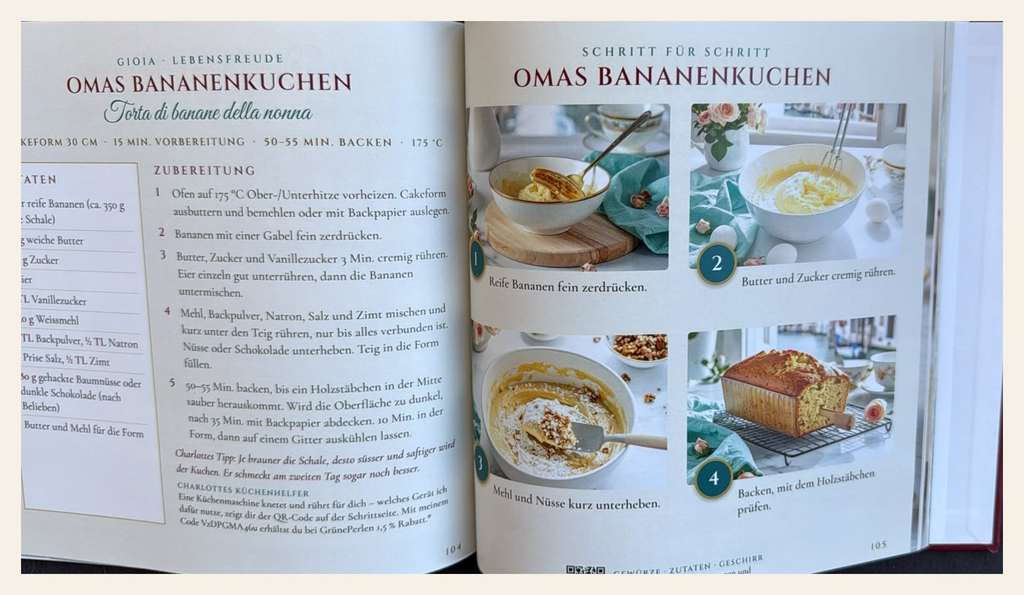 GIOIA · LEBENSFREUDE
OMAS BANANENKUCHEN
Torta di banane della nonna
KEFORM 30 CM · 15 MIN. VORBEREITUNG · 50–55 MIN. BACKEN · 175 °C
TATEN
r reife Bananen (ca. 350 g
Schale)
g weiche Butter
g Zucker
ier
TL Vanillezucker
0 g Weissmehl
TL Backpulver, ½ TL Natron
Prise Salz, ½ TL Zimt
80 g gehackte Baumnüsse oder
dunkle Schokolade (nach
Belieben)
Butter und Mehl für die Form
ZUBEREITUNG
1 Ofen auf 175 °C Ober-/Unterhitze vorheizen. Cakeform
ausbuttern und bemehlen oder mit Backpapier auslegen.
2 Bananen mit einer Gabel fein zerdrücken.
3 Butter, Zucker und Vanillezucker 3 Min. cremig rühren.
Eier einzeln gut unterrühren, dann die Bananen
untermischen.
4 Mehl, Backpulver, Natron, Salz und Zimt mischen und
kurz unter den Teig rühren, nur bis alles verbunden ist.
Nüsse oder Schokolade unterheben. Teig in die Form
füllen.
5 50–55 Min. backen, bis ein Holzstäbchen in der Mitte
sauber herauskommt. Wird die Oberfläche zu dunkel,
nach 35 Min. mit Backpapier abdecken. 10 Min. in der
Form, dann auf einem Gitter auskühlen lassen.
Charlottes Tipp: Je brauner die Schale, desto süsser und saftiger wird
der Kuchen. Er schmeckt am zweiten Tag sogar noch besser.
CHARLOTTES KÜCHENHELFER
Eine Küchenmaschine knetet und rührt für dich – welches Gerät ich
dafür nutze, zeigt dir der QR-Code auf der Schrittseite. Mit meinem
Code erhältst du bei GrünePerlen 1,5 % Rabatt.*
104
SCHRITT FÜR SCHRITT
OMAS BANANENKUCHEN
1
Reife Bananen fein zerdrücken.
2
Butter und Zucker cremig rühren.
3
Mehl und Nüsse kurz unterheben.
4
Backen, mit dem Holzstäbchen
prüfen.
105
GEWÜRZE · ZUTATEN · GESCHIRR
und